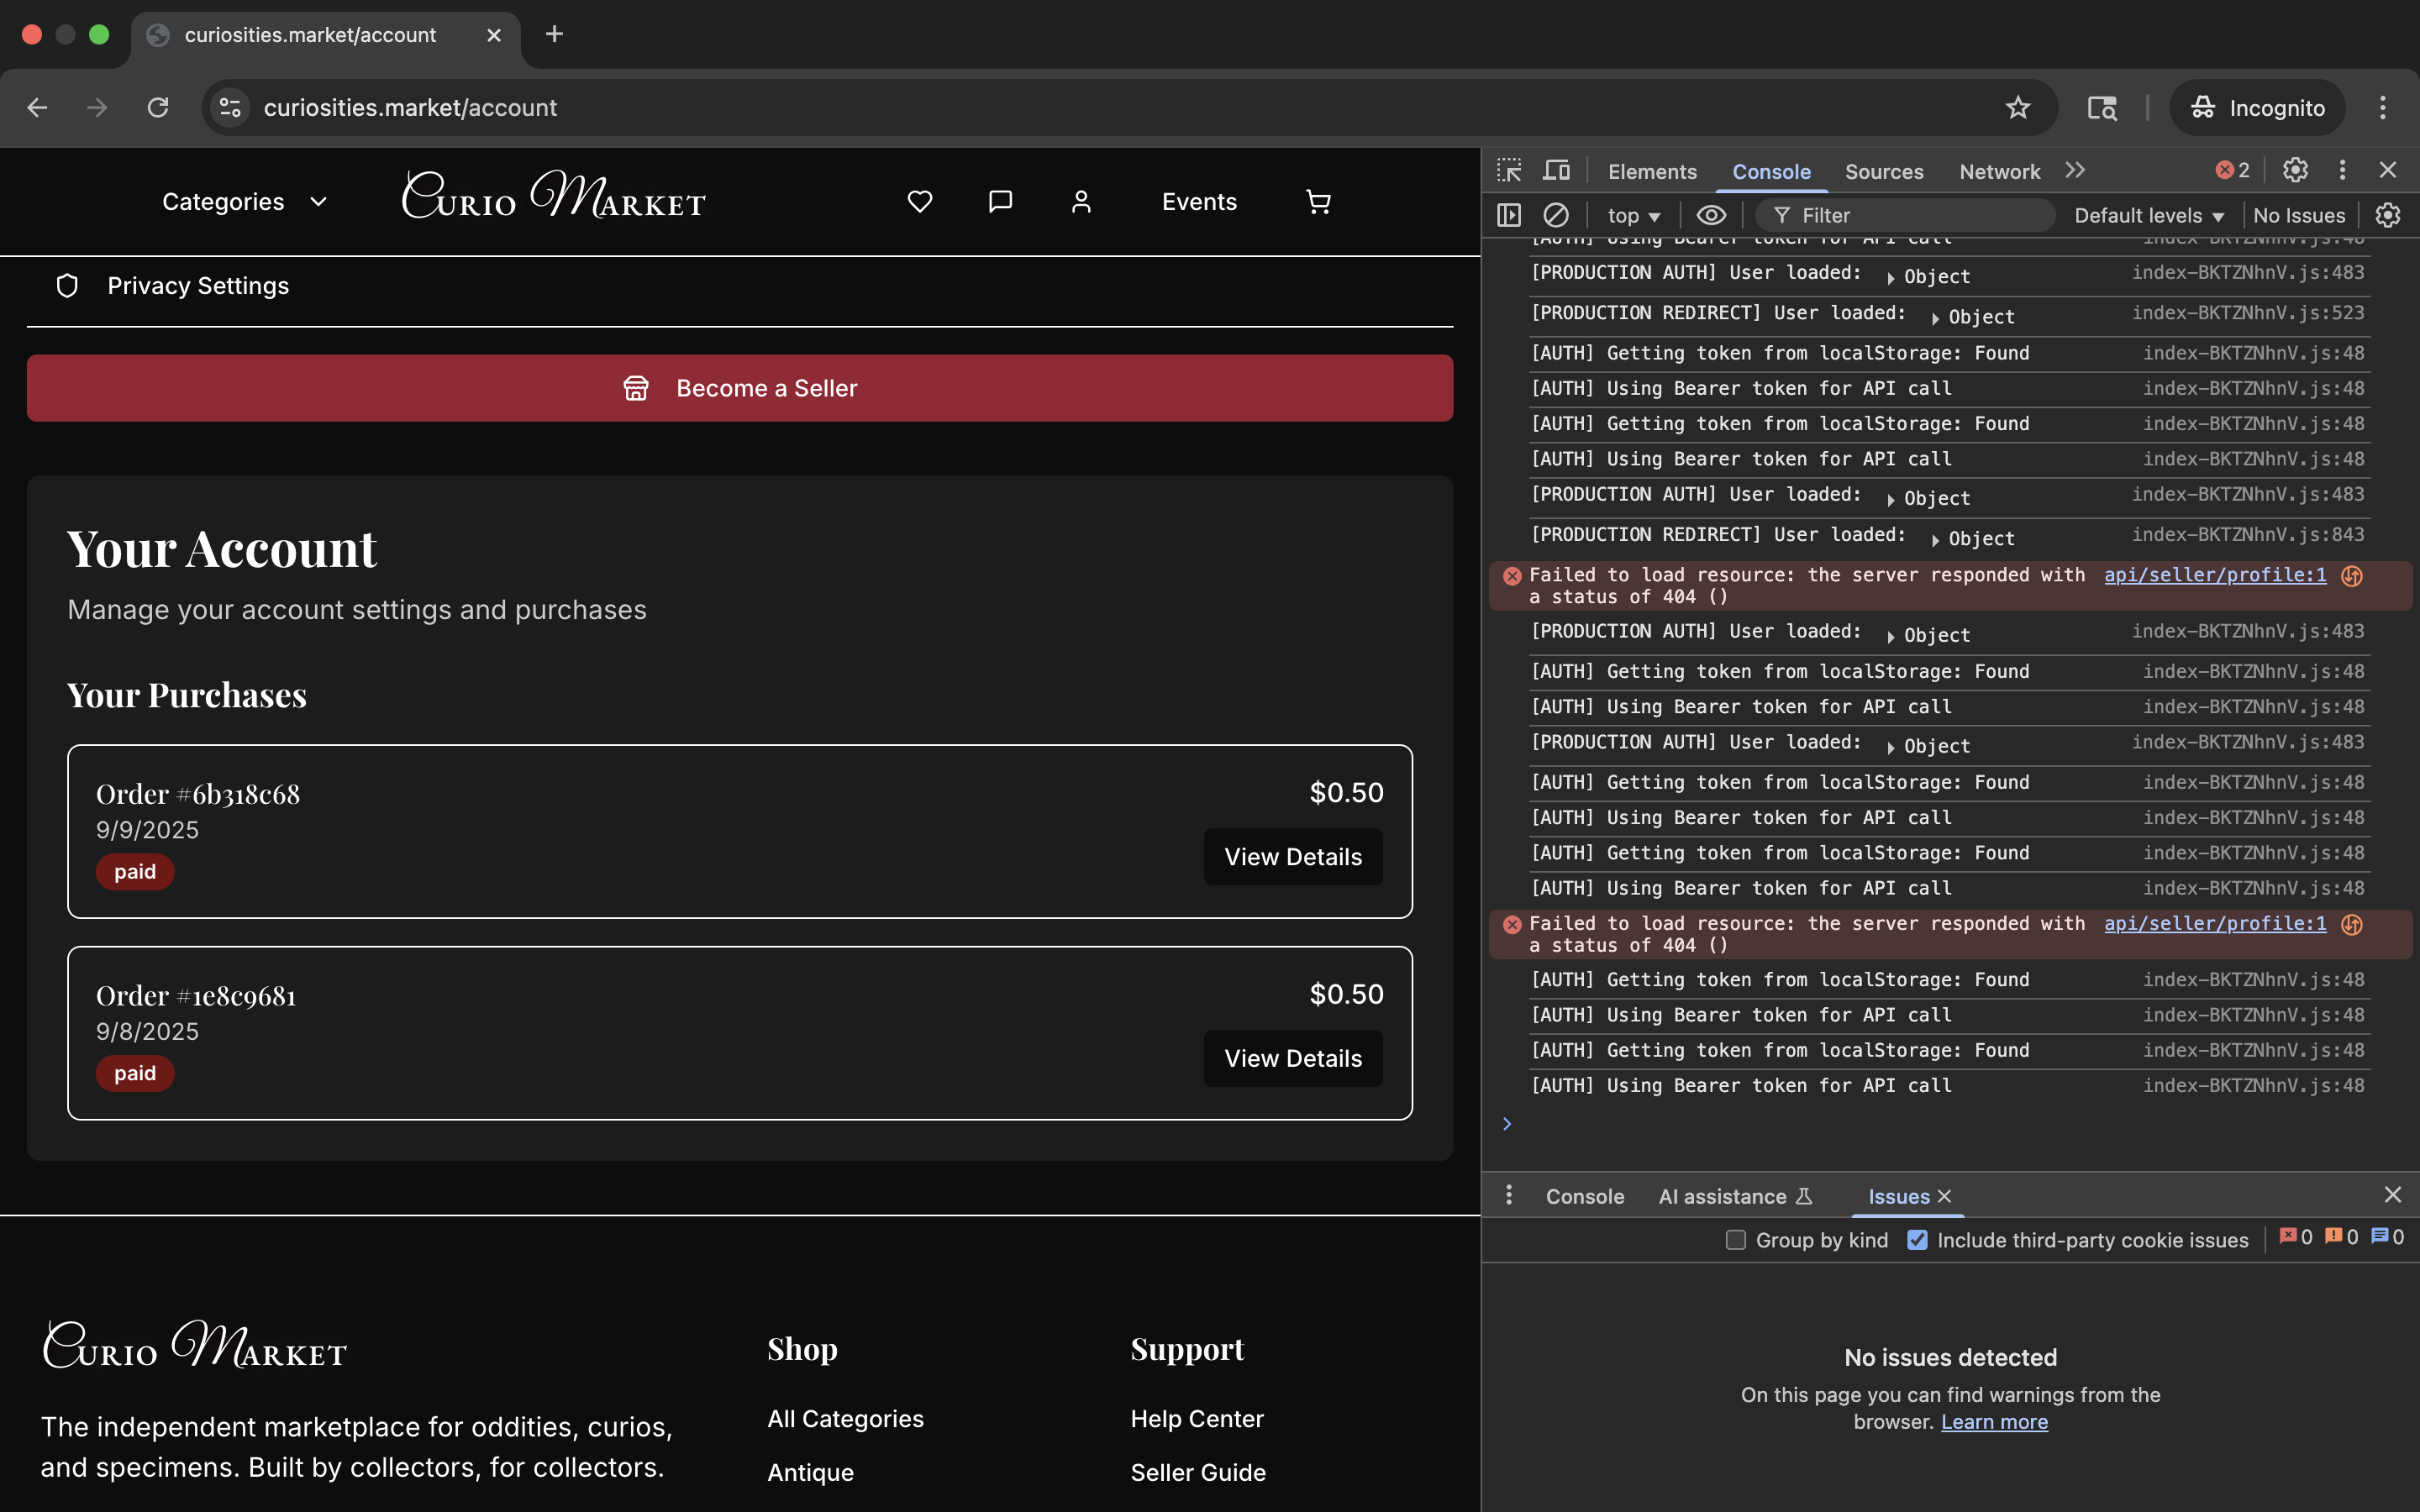 curiosities.market/account
curiosities.market/account
Incognito
Categories
Curio Market
Events
Privacy Settings
Become a Seller
Your Account
Manage your account settings and purchases
Your Purchases
Order #6b318c68
$0.50
9/9/2025
View Details
paid
Order #1e8c9681
$0.50
9/8/2025
View Details
paid
Curio Market
The independent marketplace for oddities, curios,
and specimens. Built by collectors, for collectors.
Shop
All Categories
Antique
Support
Help Center
Seller Guide
Elements
Console
Sources
Network
2
top
Filter
Default levels
No Issues
[AUTH] Using Bearer token for API call index-BKTZNhnV.js:48
[PRODUCTION AUTH] User loaded: Object index-BKTZNhnV.js:483
[PRODUCTION REDIRECT] User loaded: Object index-BKTZNhnV.js:523
[AUTH] Getting token from localStorage: Found index-BKTZNhnV.js:48
[AUTH] Using Bearer token for API call index-BKTZNhnV.js:48
[AUTH] Getting token from localStorage: Found index-BKTZNhnV.js:48
[AUTH] Using Bearer token for API call index-BKTZNhnV.js:48
[PRODUCTION AUTH] User loaded: Object index-BKTZNhnV.js:483
[PRODUCTION REDIRECT] User loaded: Object index-BKTZNhnV.js:843
Failed to load resource: the server responded with api/seller/profile:1
a status of 404 ()
[PRODUCTION AUTH] User loaded: Object index-BKTZNhnV.js:483
[AUTH] Getting token from localStorage: Found index-BKTZNhnV.js:48
[AUTH] Using Bearer token for API call index-BKTZNhnV.js:48
[PRODUCTION AUTH] User loaded: Object index-BKTZNhnV.js:483
[AUTH] Getting token from localStorage: Found index-BKTZNhnV.js:48
[AUTH] Using Bearer token for API call index-BKTZNhnV.js:48
[AUTH] Getting token from localStorage: Found index-BKTZNhnV.js:48
[AUTH] Using Bearer token for API call index-BKTZNhnV.js:48
Failed to load resource: the server responded with api/seller/profile:1
a status of 404 ()
[AUTH] Getting token from localStorage: Found index-BKTZNhnV.js:48
[AUTH] Using Bearer token for API call index-BKTZNhnV.js:48
[AUTH] Getting token from localStorage: Found index-BKTZNhnV.js:48
[AUTH] Using Bearer token for API call index-BKTZNhnV.js:48
Console
AI assistance
Issues
Group by kind
Include third-party cookie issues
0
0
0
No issues detected
On this page you can find warnings from the
browser. Learn more